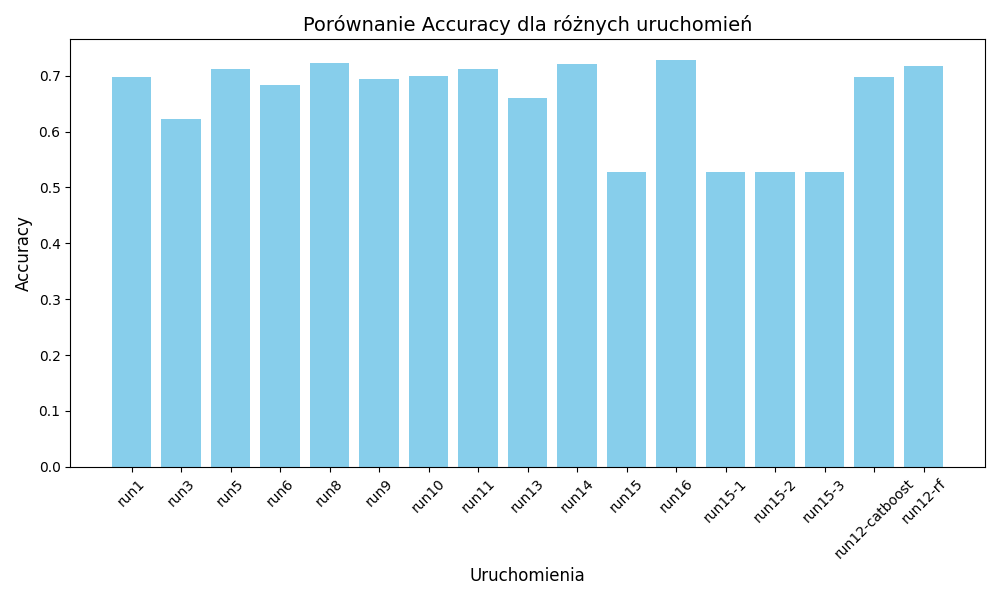 Porównanie Accuracy dla różnych uruchomień
Accuracy
0.7
0.6
0.5
0.4
0.3
0.2
0.1
0.0
run1
run3
run5
run6
run8
run9
run10
run11
run13
run14
run15
run16
run15-1
run15-2
run15-3
run12-catboost
run12-rf
Uruchomienia